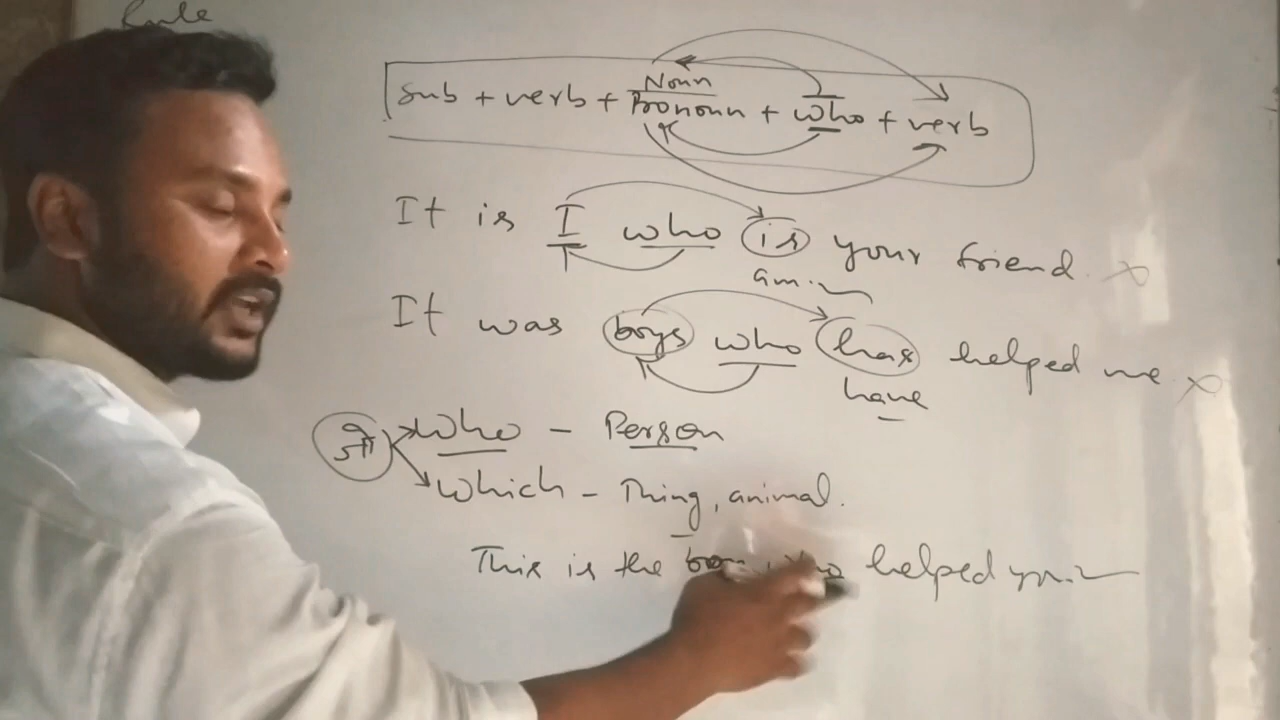 Rule
Noun
Sub + verb + Pronoun + who + verb
It is I who is your friend. ×
am.
It was boys who has helped me ×
have
जो who - Person
which - Thing, animal.
This is the who helped